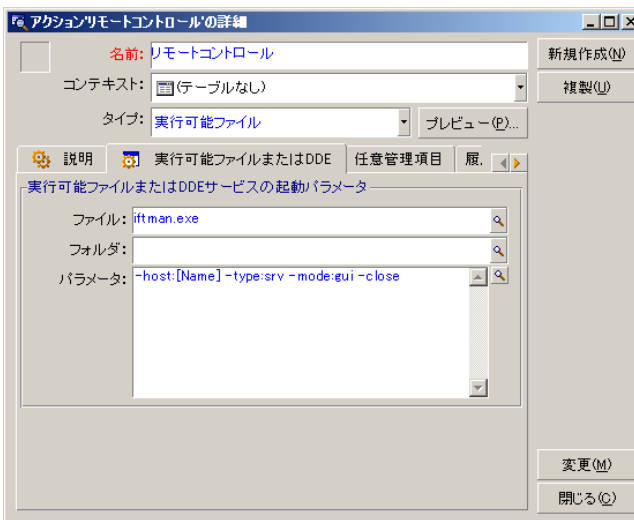 アクション'リモートコントロール'の詳細
名前: リモートコントロール
新規作成(N)
コンテキスト: (テーブルなし)
複製(U)
タイプ: 実行可能ファイル
プレビュー(P)...
説明 実行可能ファイルまたはDDE 任意管理項目 履.
実行可能ファイルまたはDDEサービスの起動パラメータ
ファイル: iftman.exe
フォルダ:
パラメータ: -host:[Name] -type:srv -mode:gui -close
変更(M)
閉じる(C)